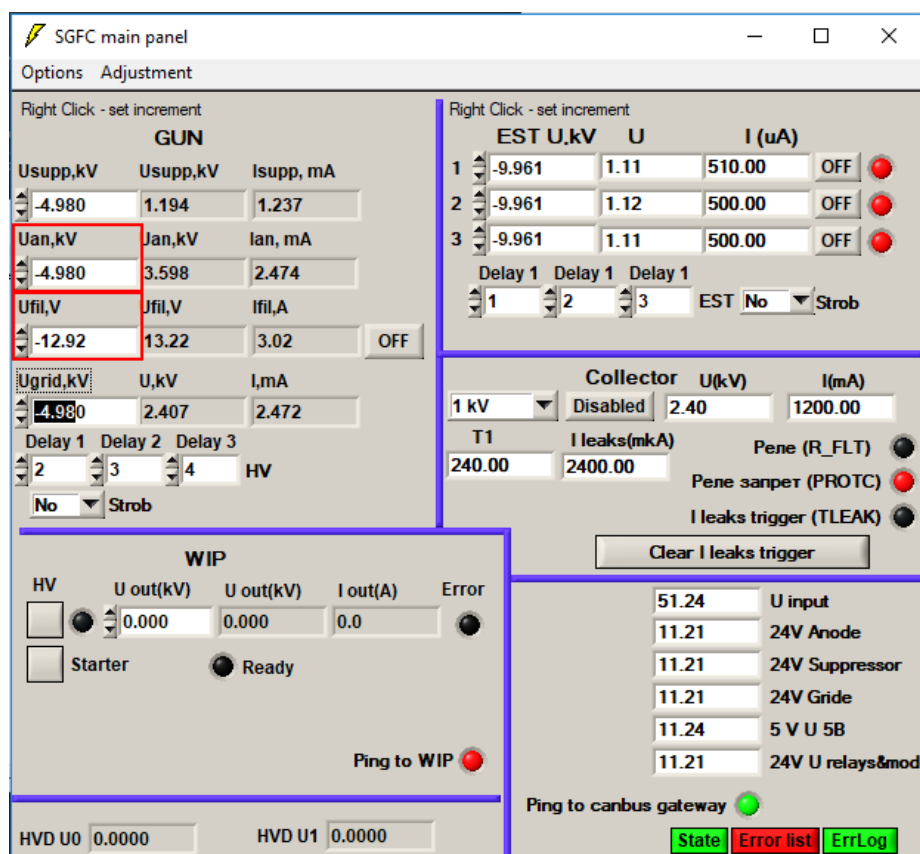 SGFC main panel
Options Adjustment
Right Click - set increment
GUN
Usupp,kV Usupp,kV Isupp, mA
-4.980 1.194 1.237
Uan,kV Jan,kV Ian, mA
-4.980 3.598 2.474
Ufil,V Jfil,V Ifil,A
-12.92 13.22 3.02 OFF
Ugrid,kV U,kV I,mA
-4.980 2.407 2.472
Delay 1 Delay 2 Delay 3
2 3 4 HV
No Strob
Right Click - set increment
EST U,kV U I (uA)
1 -9.961 1.11 510.00 OFF
2 -9.961 1.12 500.00 OFF
3 -9.961 1.11 500.00 OFF
Delay 1 Delay 1 Delay 1
1 2 3 EST No Strob
Collector U(kV) I(mA)
1 kV Disabled 2.40 1200.00
T1 I leaks(mkA)
240.00 2400.00
Реле (R_FLT)
Реле запрет (PROTC)
I leaks trigger (TLEAK)
Clear I leaks trigger
WIP
HV U out(kV) U out(kV) I out(A) Error
0.000 0.000 0.0
Starter Ready
Ping to WIP
HVD U0 0.0000 HVD U1 0.0000
51.24 U input
11.21 24V Anode
11.21 24V Suppressor
11.21 24V Gride
11.24 5 V U 5B
11.21 24V U relays&mod
Ping to canbus gateway
State Error list ErrLog